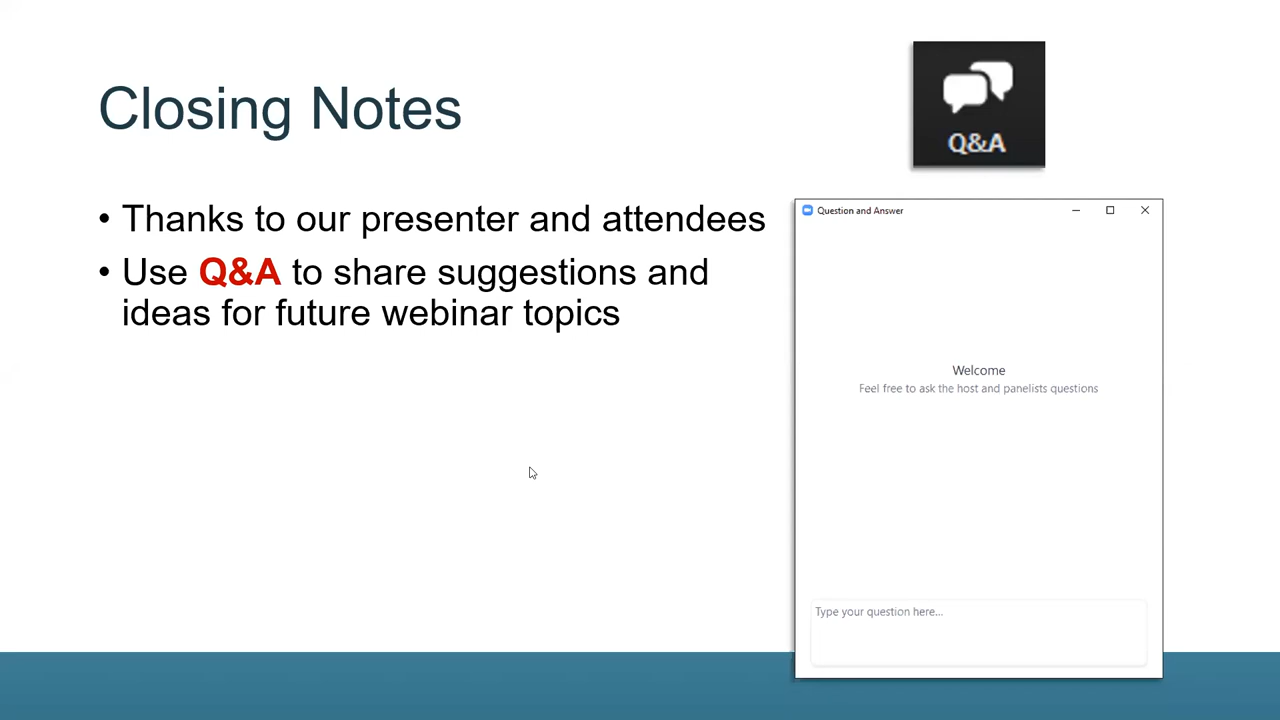 Closing Notes
Q&A
• Thanks to our presenter and attendees
• Use Q&A to share suggestions and
ideas for future webinar topics
Question and Answer
Welcome
Feel free to ask the host and panelists questions
Type your question here...